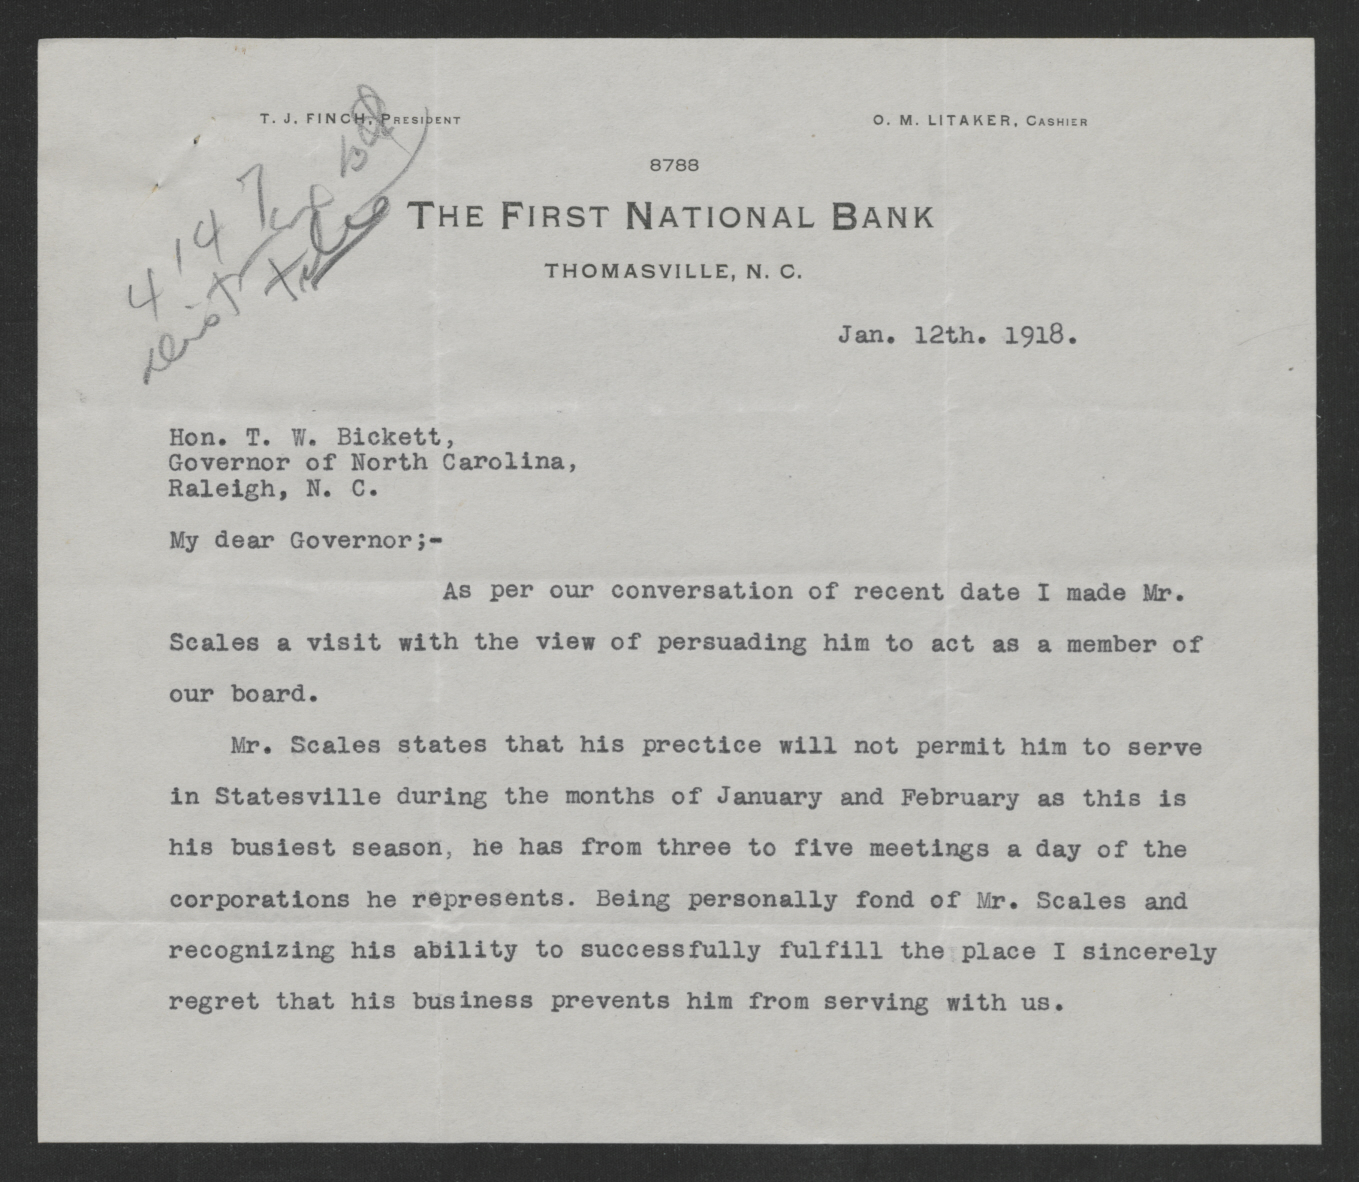 T. J. FINCH, PRESIDENT
O. M. LITAKER, CASHIER
8788
THE FIRST NATIONAL BANK
THOMASVILLE, N. C.
4 14
dist
Jan. 12th. 1918.
Hon. T. W. Bickett,
Governor of North Carolina,
Raleigh, N. C.
My dear Governor;-
As per our conversation of recent date I made Mr.
Scales a visit with the view of persuading him to act as a member of
our board.
Mr. Scales states that his prectice will not permit him to serve
in Statesville during the months of January and February as this is
his busiest season, he has from three to five meetings a day of the
corporations he represents. Being personally fond of Mr. Scales and
recognizing his ability to successfully fulfill the place I sincerely
regret that his business prevents him from serving with us.